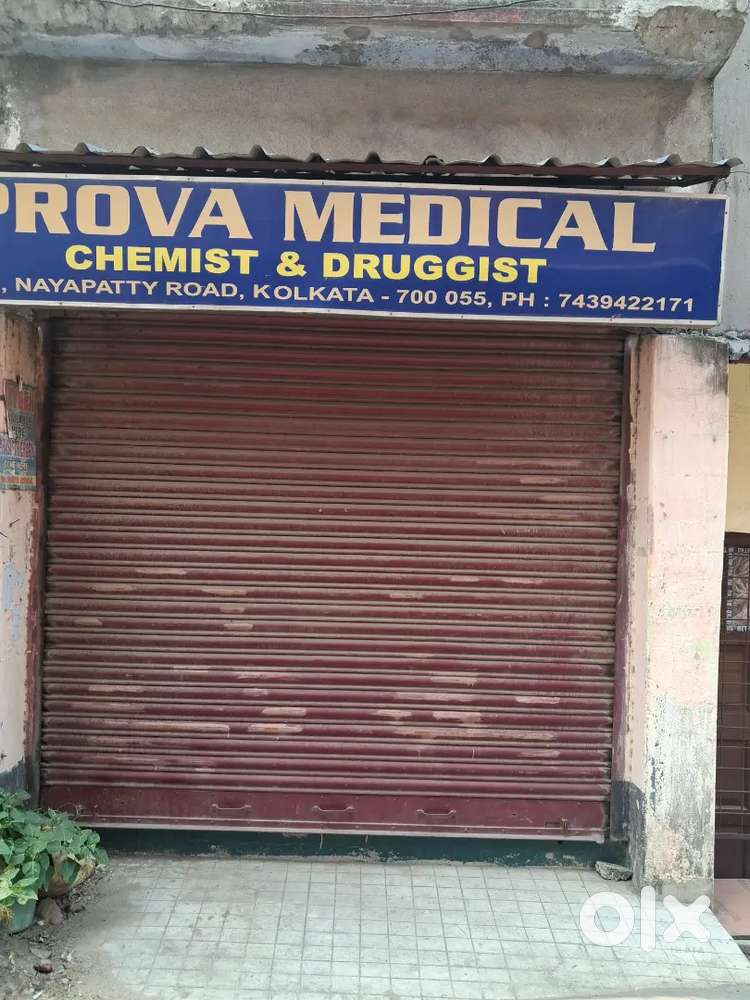 PROVA MEDICAL
CHEMIST & DRUGGIST
, NAYAPATTY ROAD, KOLKATA - 700 055, PH : 7439422171
olx